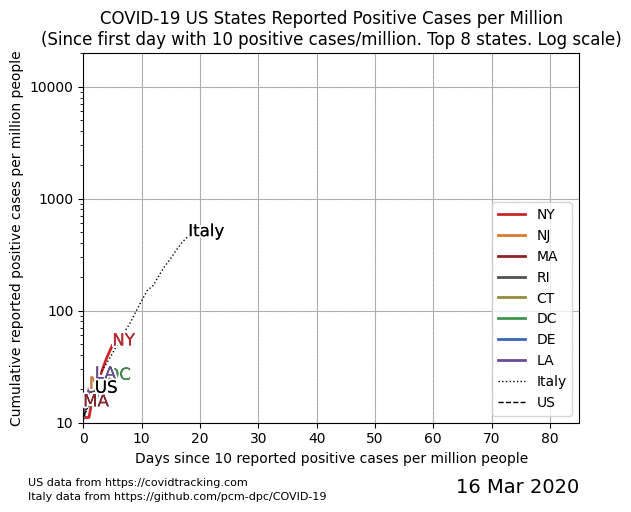 COVID-19 US States Reported Positive Cases per Million
(Since first day with 10 positive cases/million. Top 8 states. Log scale)
Cumulative reported positive cases per million people
10000
1000
100
10
Italy
NY
LA
DC
US
MA
NY
NJ
MA
RI
CT
DC
DE
LA
Italy
US
0 10 20 30 40 50 60 70 80
Days since 10 reported positive cases per million people
US data from https://covidtracking.com
Italy data from https://github.com/pcm-dpc/COVID-19
16 Mar 2020